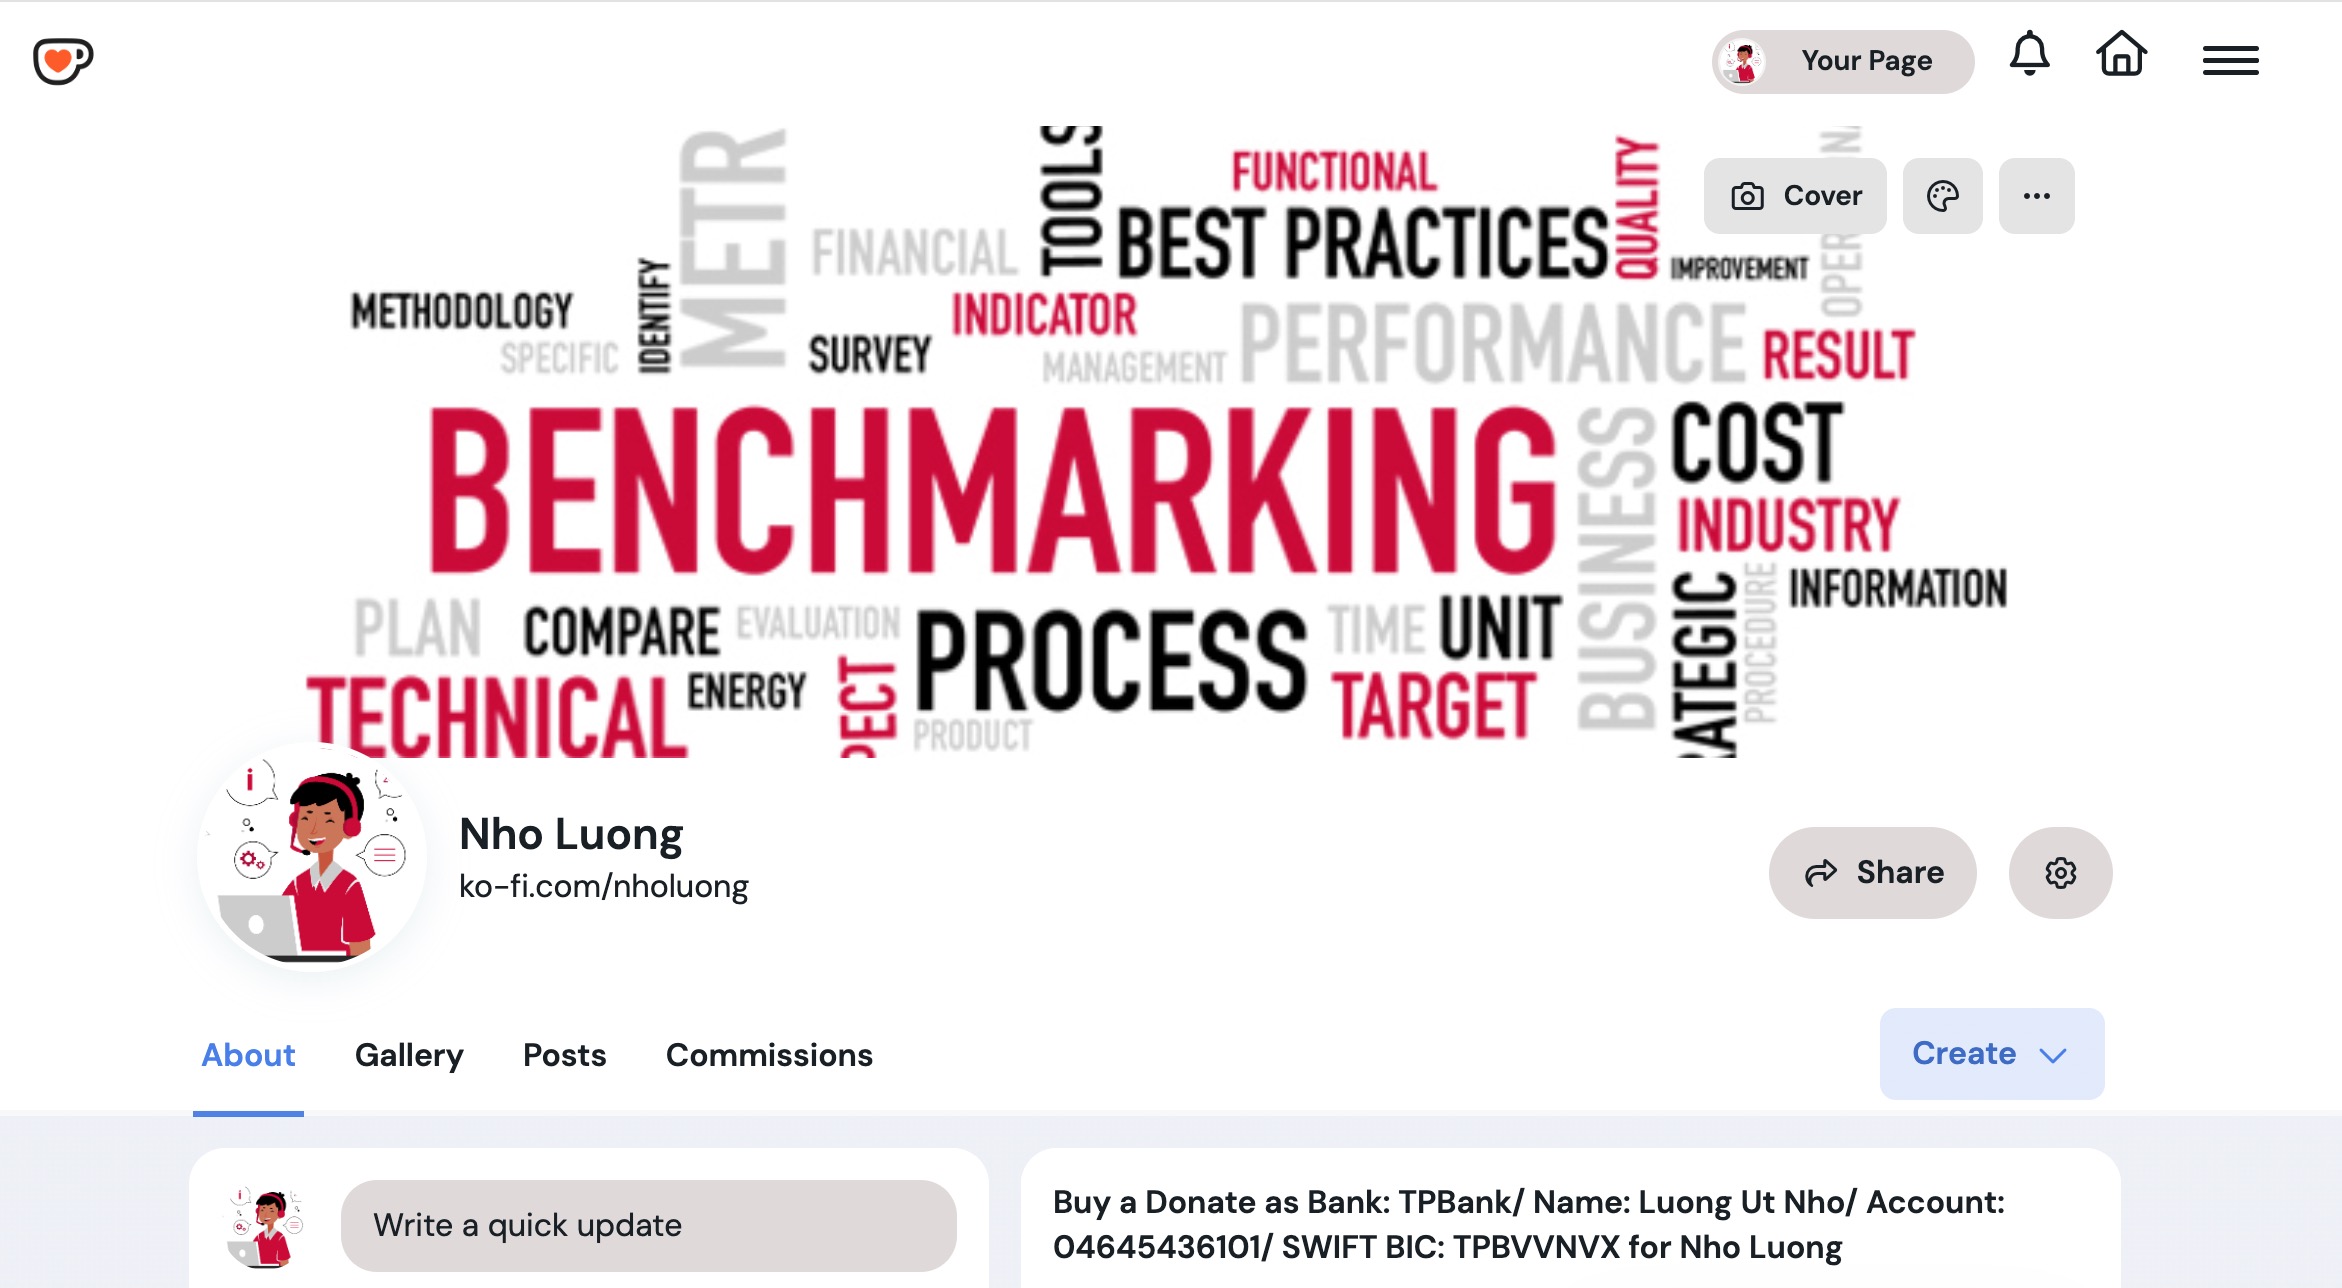 Your Page
Cover
METR
TOOLS
FUNCTIONAL
QUALITY
FINANCIAL
BEST PRACTICES
IMPROVEMENT
METHODOLOGY
IDENTIFY
INDICATOR
SPECIFIC
SURVEY
MANAGEMENT
PERFORMANCE
RESULT
BENCHMARKING
BUSINESS
COST
INDUSTRY
PLAN
COMPARE
EVALUATION
PROCESS
TIME
UNIT
ATEGIC
PROCEDURE
INFORMATION
TECHNICAL
ENERGY
PECT
PRODUCT
TARGET
i
Nho Luong
ko-fi.com/nholuong
Share
About Gallery Posts Commissions
Create
Write a quick update
Buy a Donate as Bank: TPBank/ Name: Luong Ut Nho/ Account:
04645436101/ SWIFT BIC: TPBVVNVX for Nho Luong